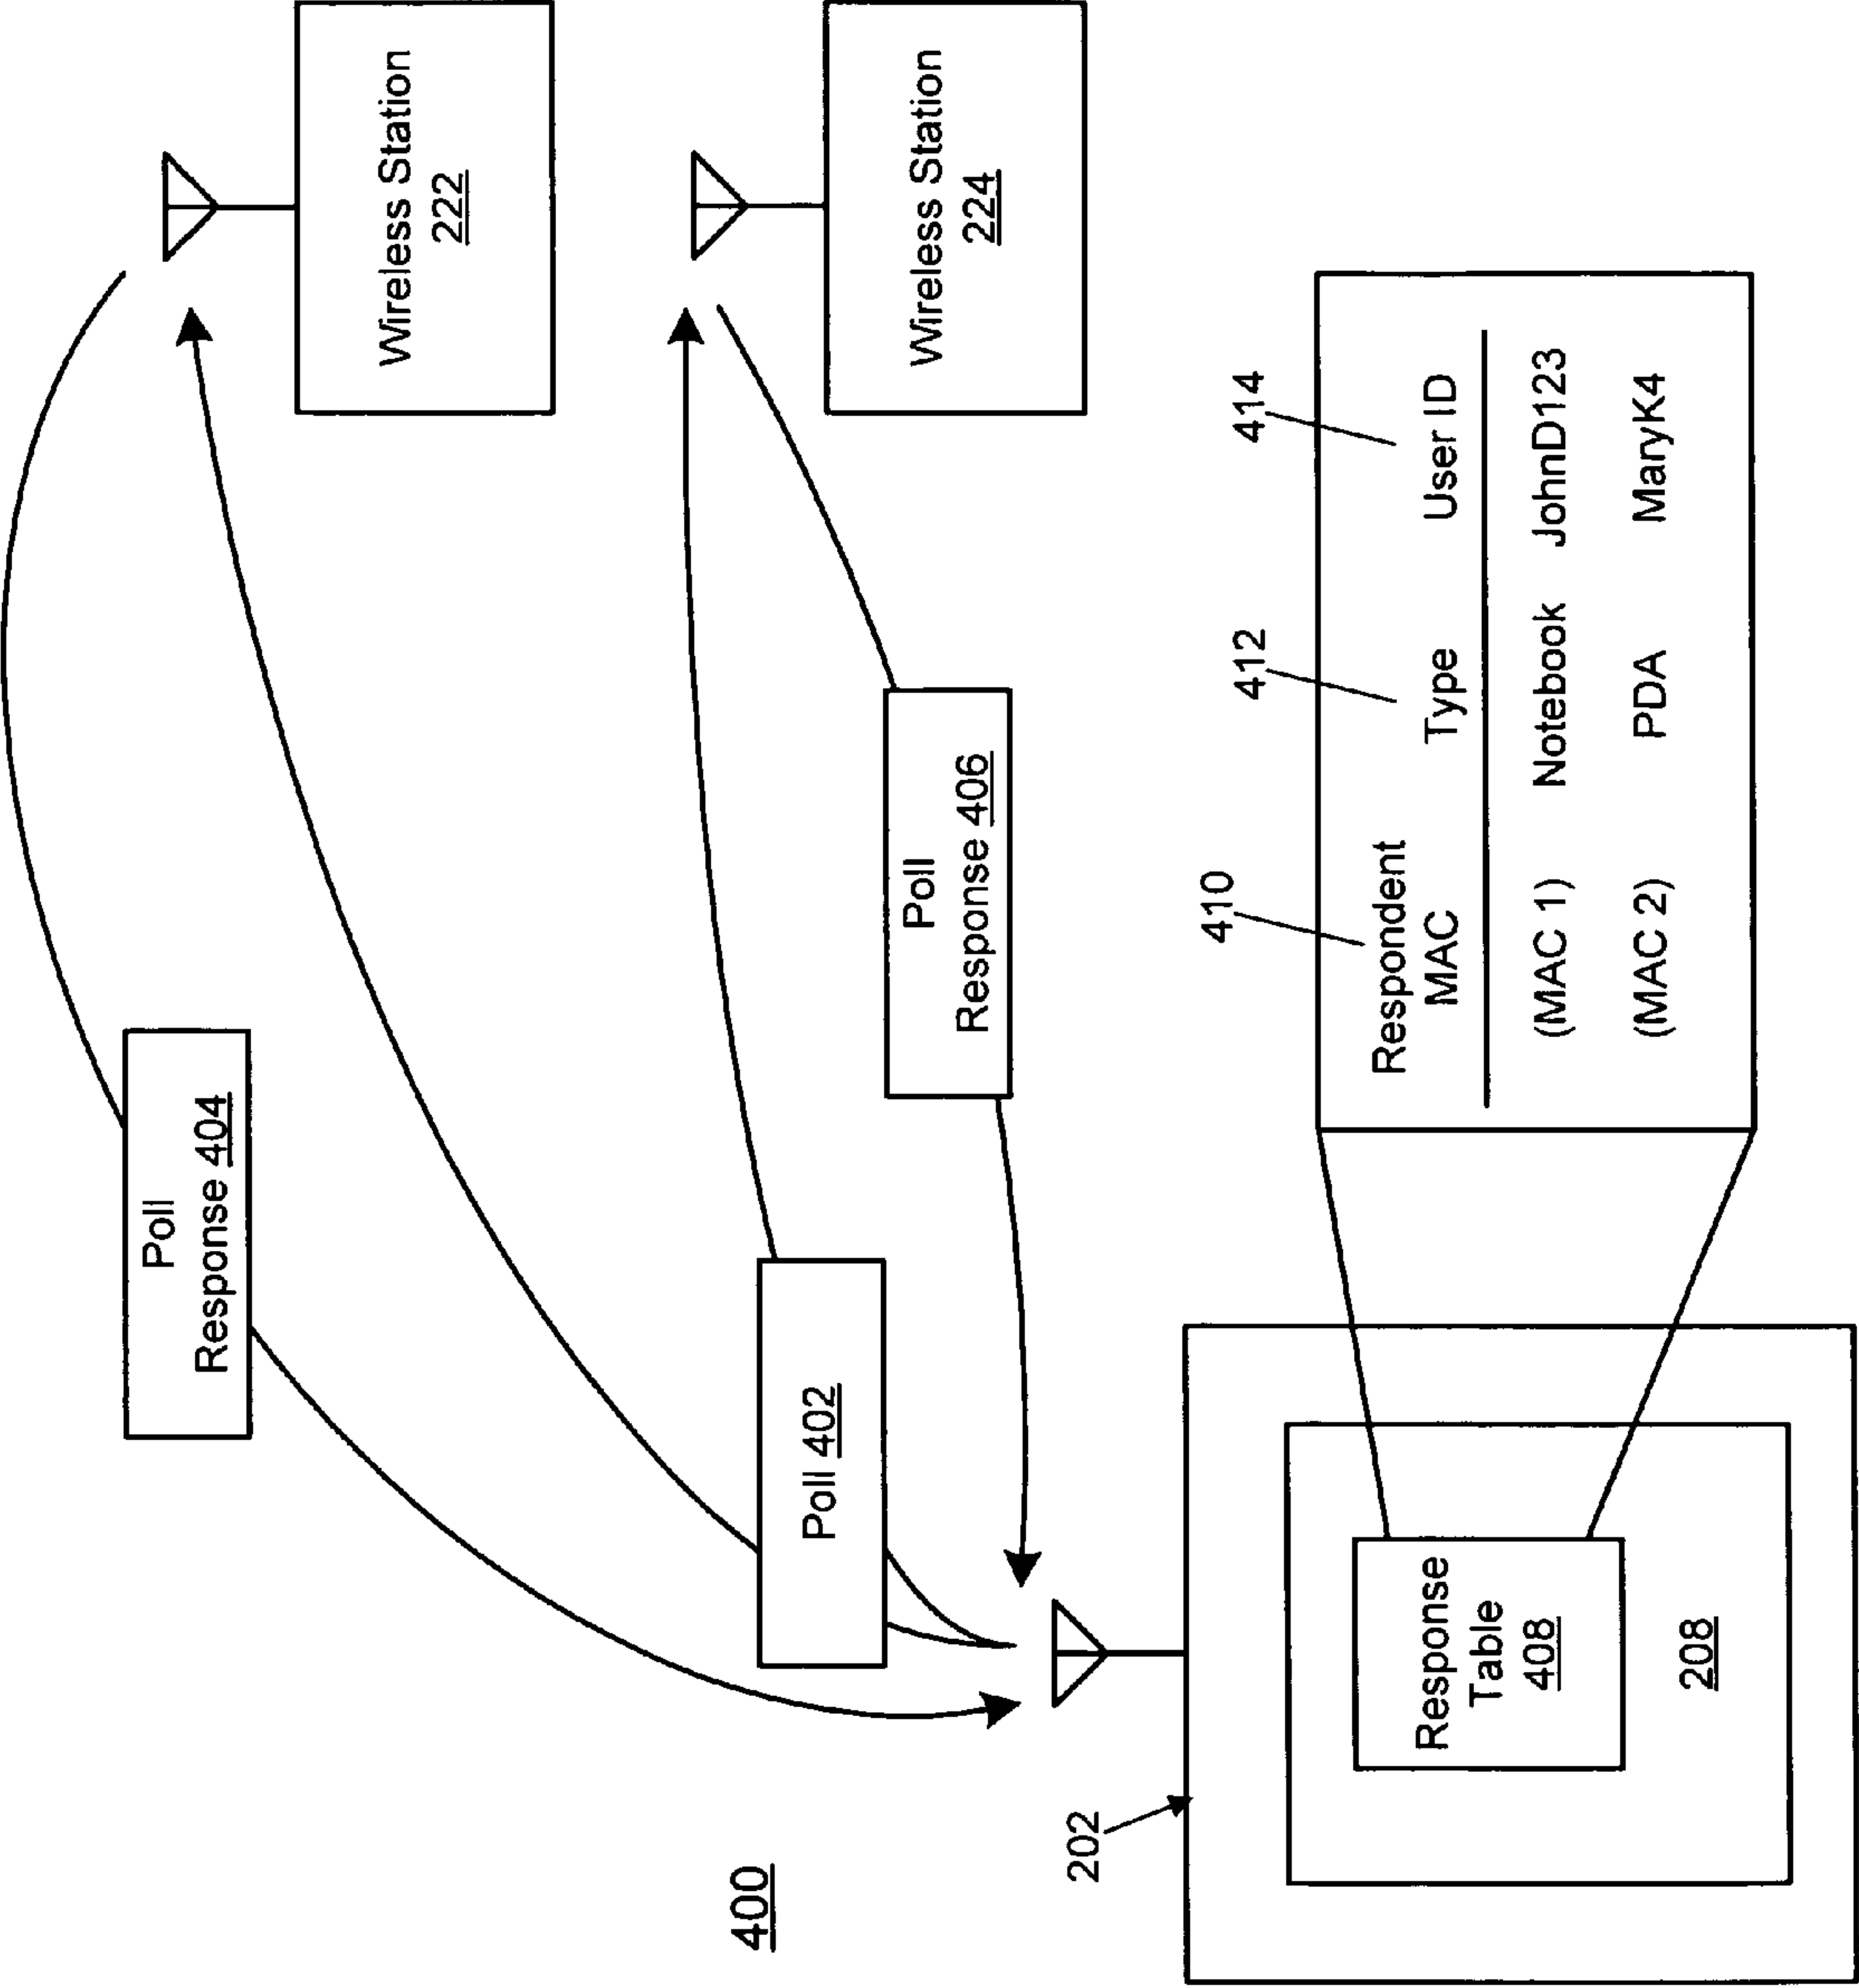 400
Poll
Response 404
Wireless Station
222
Poll 402
Poll
Response 406
Wireless Station
224
202
Response
Table
408
208
410
412
414
Respondent
MAC Type User ID
(MAC 1) Notebook JohnD123
(MAC 2) PDA MaryK4